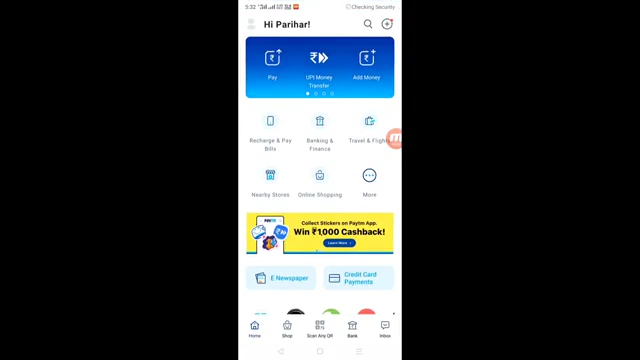 5:32
Checking Security
Hi Parihar!
Pay
UPI Money
Transfer
Add Money
Recharge & Pay
Bills
Banking &
Finance
Travel & Flights
Nearby Stores
Online Shopping
More
Collect Stickers on Paytm App.
Win ₹1,000 Cashback!
Learn More
E Newspaper
Credit Card
Payments
Home
Shop
Scan Any QR
Bank
Inbox